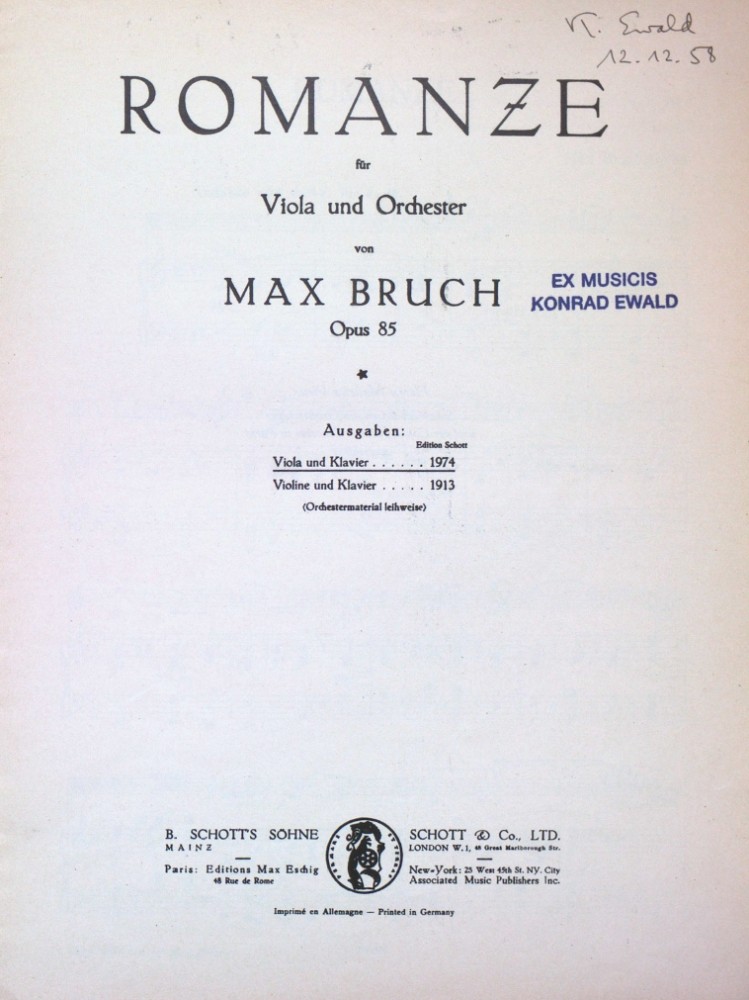 K. Ewald
12.12.58
ROMANZE
für
Viola und Orchester
von
MAX BRUCH
EX MUSICIS
KONRAD EWALD
Opus 85
Ausgaben:
Edition Schott
Viola und Klavier . . . . . . 1974
Violine und Klavier . . . . . 1913
(Orchestermaterial leihweise)
B. SCHOTT'S SÖHNE
MAINZ
Paris: Editions Max Eschig
48 Rue de Rome
SCHOTT & Co., LTD.
LONDON W.1, 48 Great Marlborough Str.
New-York: 25 West 45th St. NY. City
Associated Music Publishers Inc.
Imprimé en Allemagne — Printed in Germany